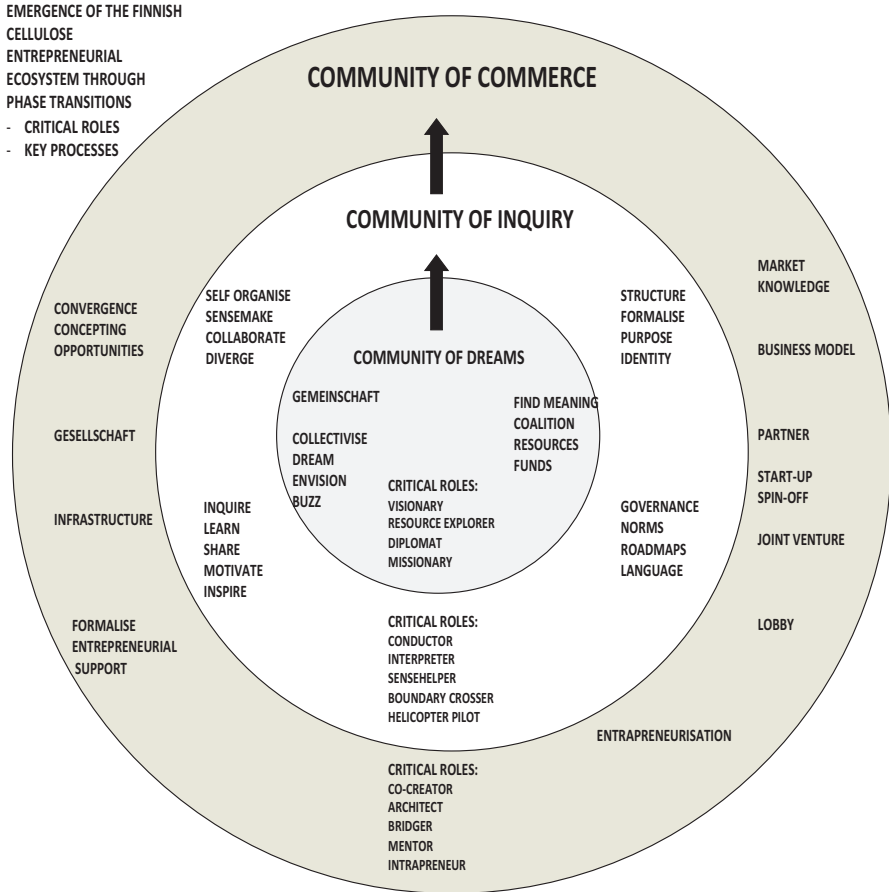 EMERGENCE OF THE FINNISH
CELLULOSE
ENTREPRENEURIAL
ECOSYSTEM THROUGH
PHASE TRANSITIONS
- CRITICAL ROLES
- KEY PROCESSES
COMMUNITY OF COMMERCE
COMMUNITY OF INQUIRY
COMMUNITY OF DREAMS
CONVERGENCE
CONCEPTING
OPPORTUNITIES
GESELLSCHAFT
INFRASTRUCTURE
FORMALISE
ENTREPRENEURIAL
SUPPORT
SELF ORGANISE
SENSEMAKE
COLLABORATE
DIVERGE
INQUIRE
LEARN
SHARE
MOTIVATE
INSPIRE
GEMEINSCHAFT
COLLECTIVISE
DREAM
ENVISION
BUZZ
FIND MEANING
COALITION
RESOURCES
FUNDS
CRITICAL ROLES:
VISIONARY
RESOURCE EXPLORER
DIPLOMAT
MISSIONARY
STRUCTURE
FORMALISE
PURPOSE
IDENTITY
GOVERNANCE
NORMS
ROADMAPS
LANGUAGE
CRITICAL ROLES:
CONDUCTOR
INTERPRETER
SENSEHELPER
BOUNDARY CROSSER
HELICOPTER PILOT
MARKET
KNOWLEDGE
BUSINESS MODEL
PARTNER
START-UP
SPIN-OFF
JOINT VENTURE
LOBBY
ENTRAPRENEURISATION
CRITICAL ROLES:
CO-CREATOR
ARCHITECT
BRIDGER
MENTOR
INTRAPRENEUR